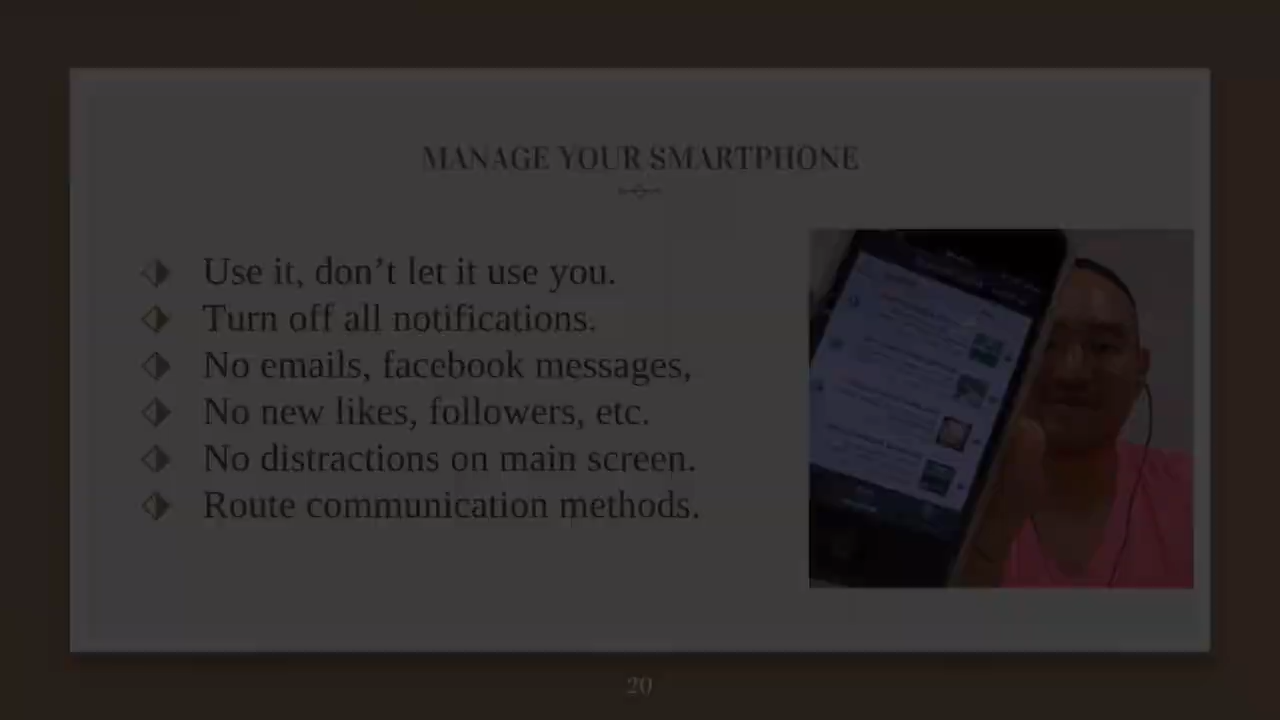 MANAGE YOUR SMARTPHONE
Use it, don’t let it use you.
Turn off all notifications.
No emails, facebook messages,
No new likes, followers, etc.
No distractions on main screen.
Route communication methods.
20